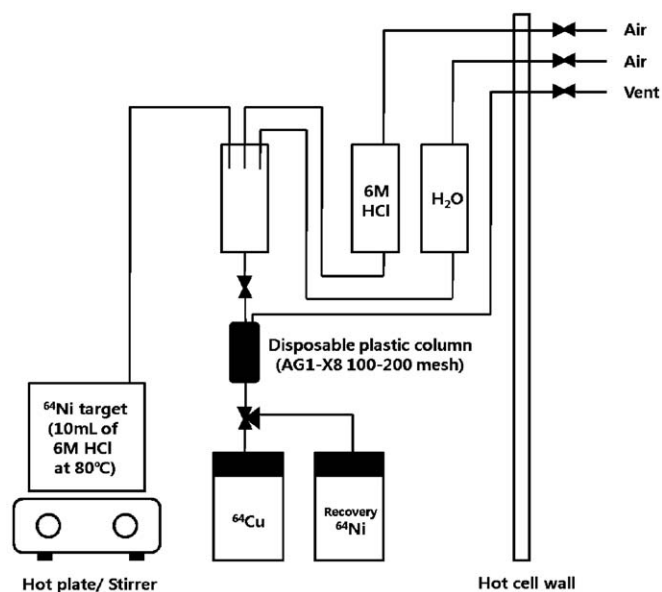 Air
Air
Vent
6M
HCl
H₂O
Disposable plastic column
(AG1-X8 100-200 mesh)
⁶⁴Ni target
(10mL of
6M HCl
at 80℃)
⁶⁴Cu
Recovery
⁶⁴Ni
Hot plate/ Stirrer
Hot cell wall